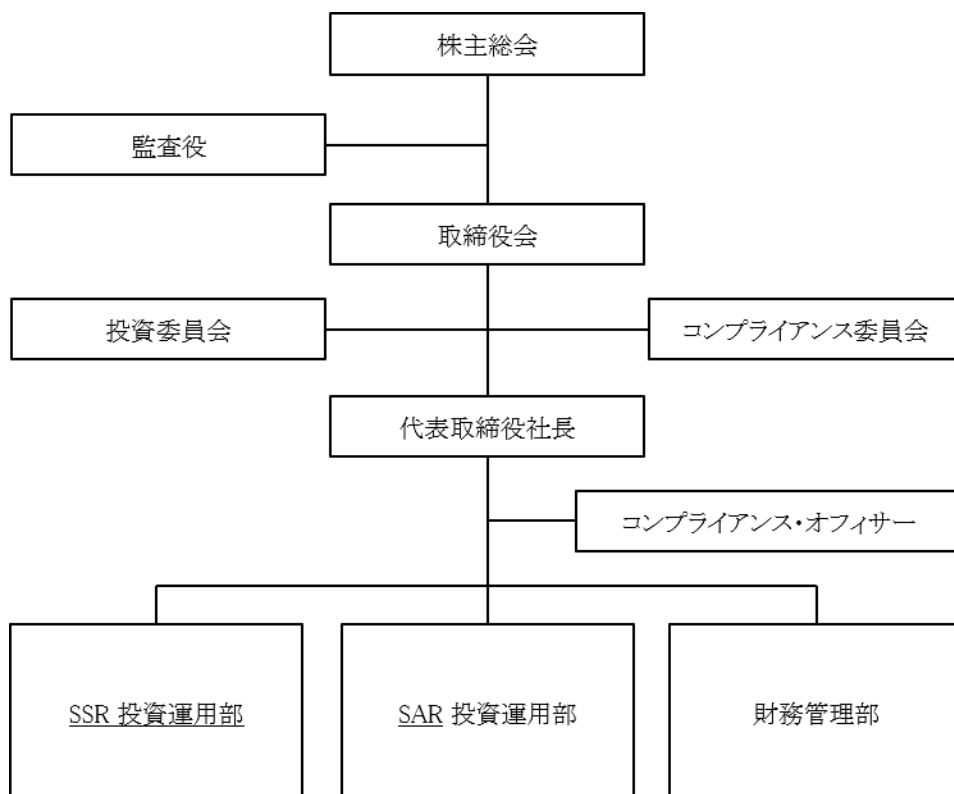 株主総会
監査役
取締役会
投資委員会
コンプライアンス委員会
代表取締役社長
コンプライアンス・オフィサー
SSR 投資運用部
SAR 投資運用部
財務管理部